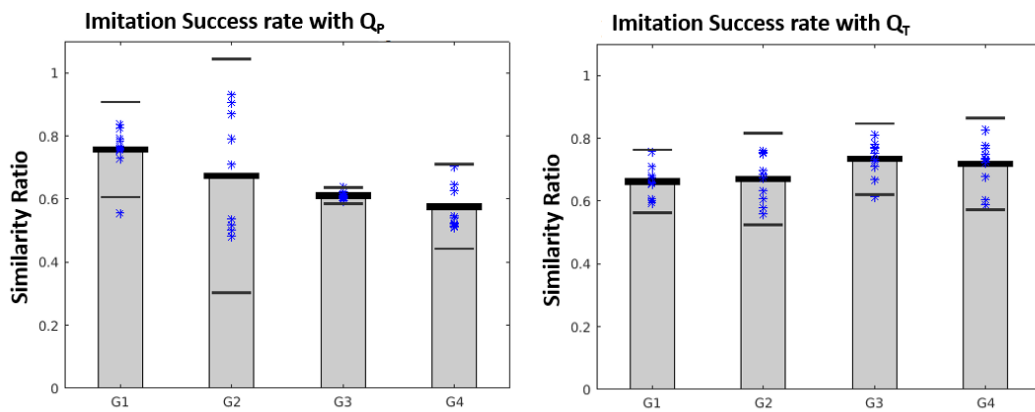 Imitation Success rate with Qₚ
Similarity Ratio
1
0.8
0.6
0.4
0.2
0
G1 G2 G3 G4
Imitation Success rate with Q_T
Similarity Ratio
1
0.8
0.6
0.4
0.2
0
G1 G2 G3 G4